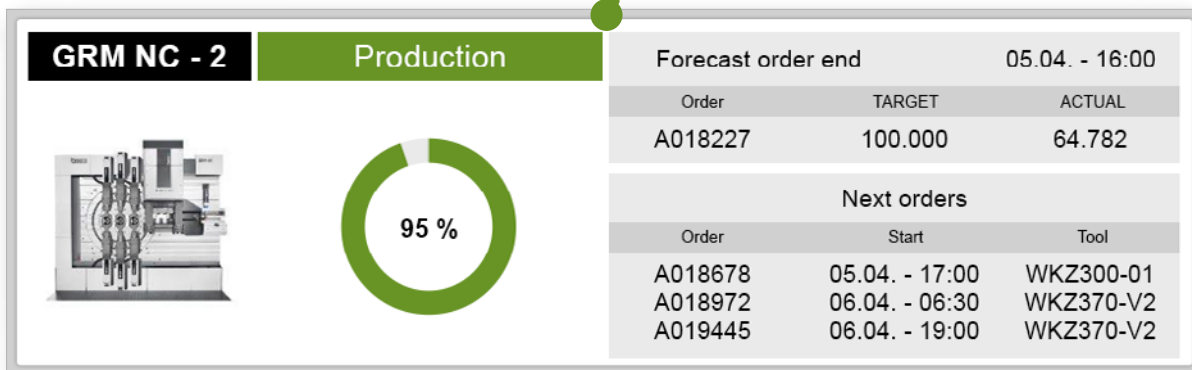 GRM NC - 2
Production
95 %
Forecast order end 05.04. - 16:00
Order TARGET ACTUAL
A018227 100.000 64.782
Next orders
Order Start Tool
A018678 05.04. - 17:00 WKZ300-01
A018972 06.04. - 06:30 WKZ370-V2
A019445 06.04. - 19:00 WKZ370-V2